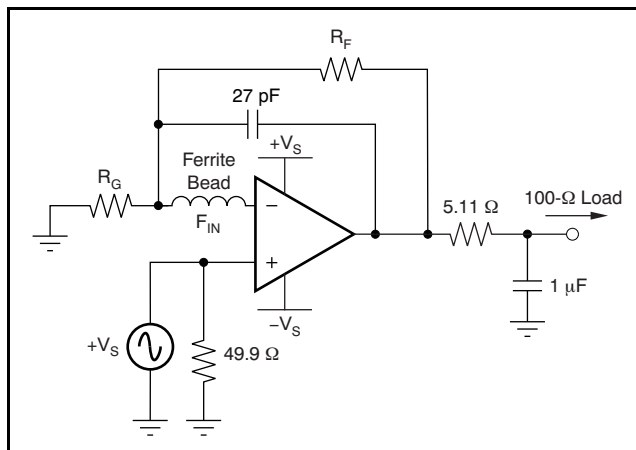 R_F
27 pF
+V_S
Ferrite
Bead
R_G
F_IN
−
+
5.11 Ω
100-Ω Load
1 μF
−V_S
+V_S
49.9 Ω